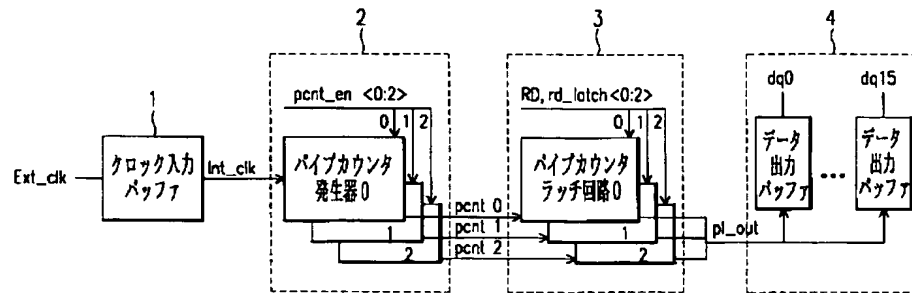 1
2
3
4
Ext_clk
クロック入力
バッファ
Int_clk
pcnt_en <0:2>
0 1 2
パイプカウンタ
発生器0
1
2
pcnt 0
pcnt 1
pcnt 2
RD, rd_latch<0:2>
0 1 2
パイプカウンタ
ラッチ回路0
1
2
pl_out
dq0
dq15
データ
出力
バッファ
...
データ
出力
バッファ